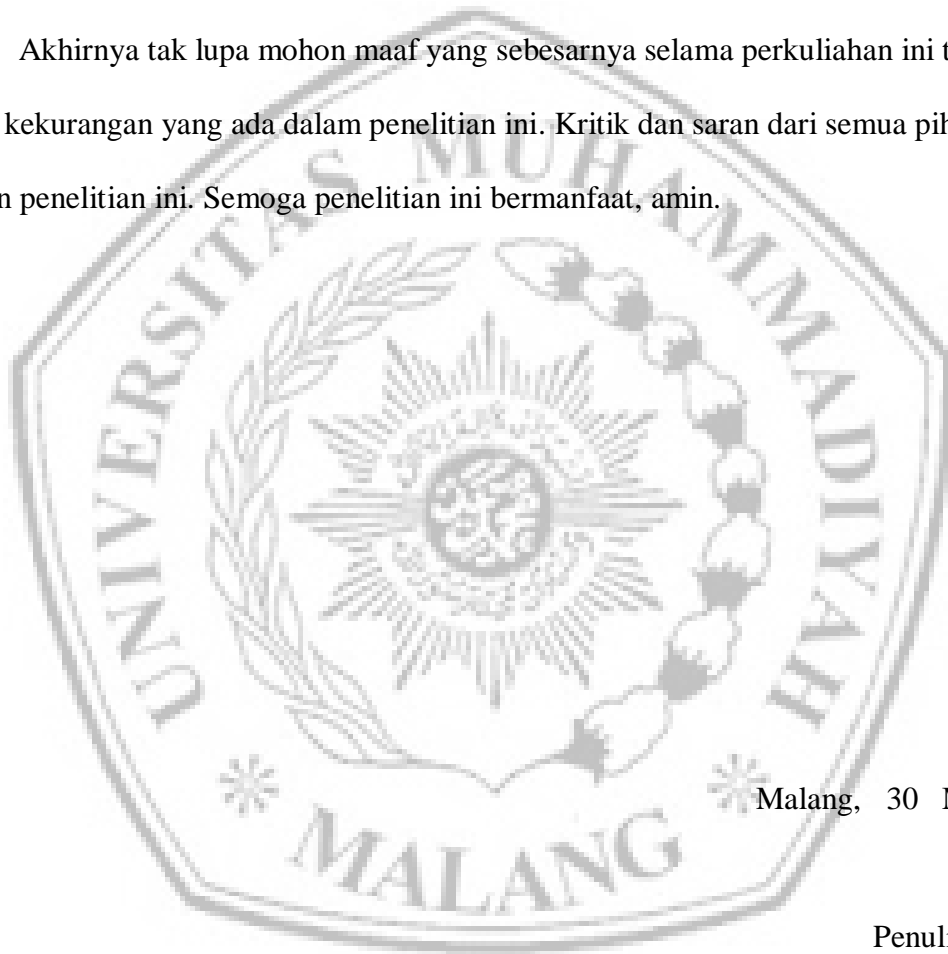 Akhirnya tak lupa mohon maaf yang sebesarnya selama perkuliahan ini t
kekurangan yang ada dalam penelitian ini. Kritik dan saran dari semua pih
n penelitian ini. Semoga penelitian ini bermanfaat, amin.
UNIVERSITAS MUHAMMADIYAH
MALANG
Malang, 30
Penuli